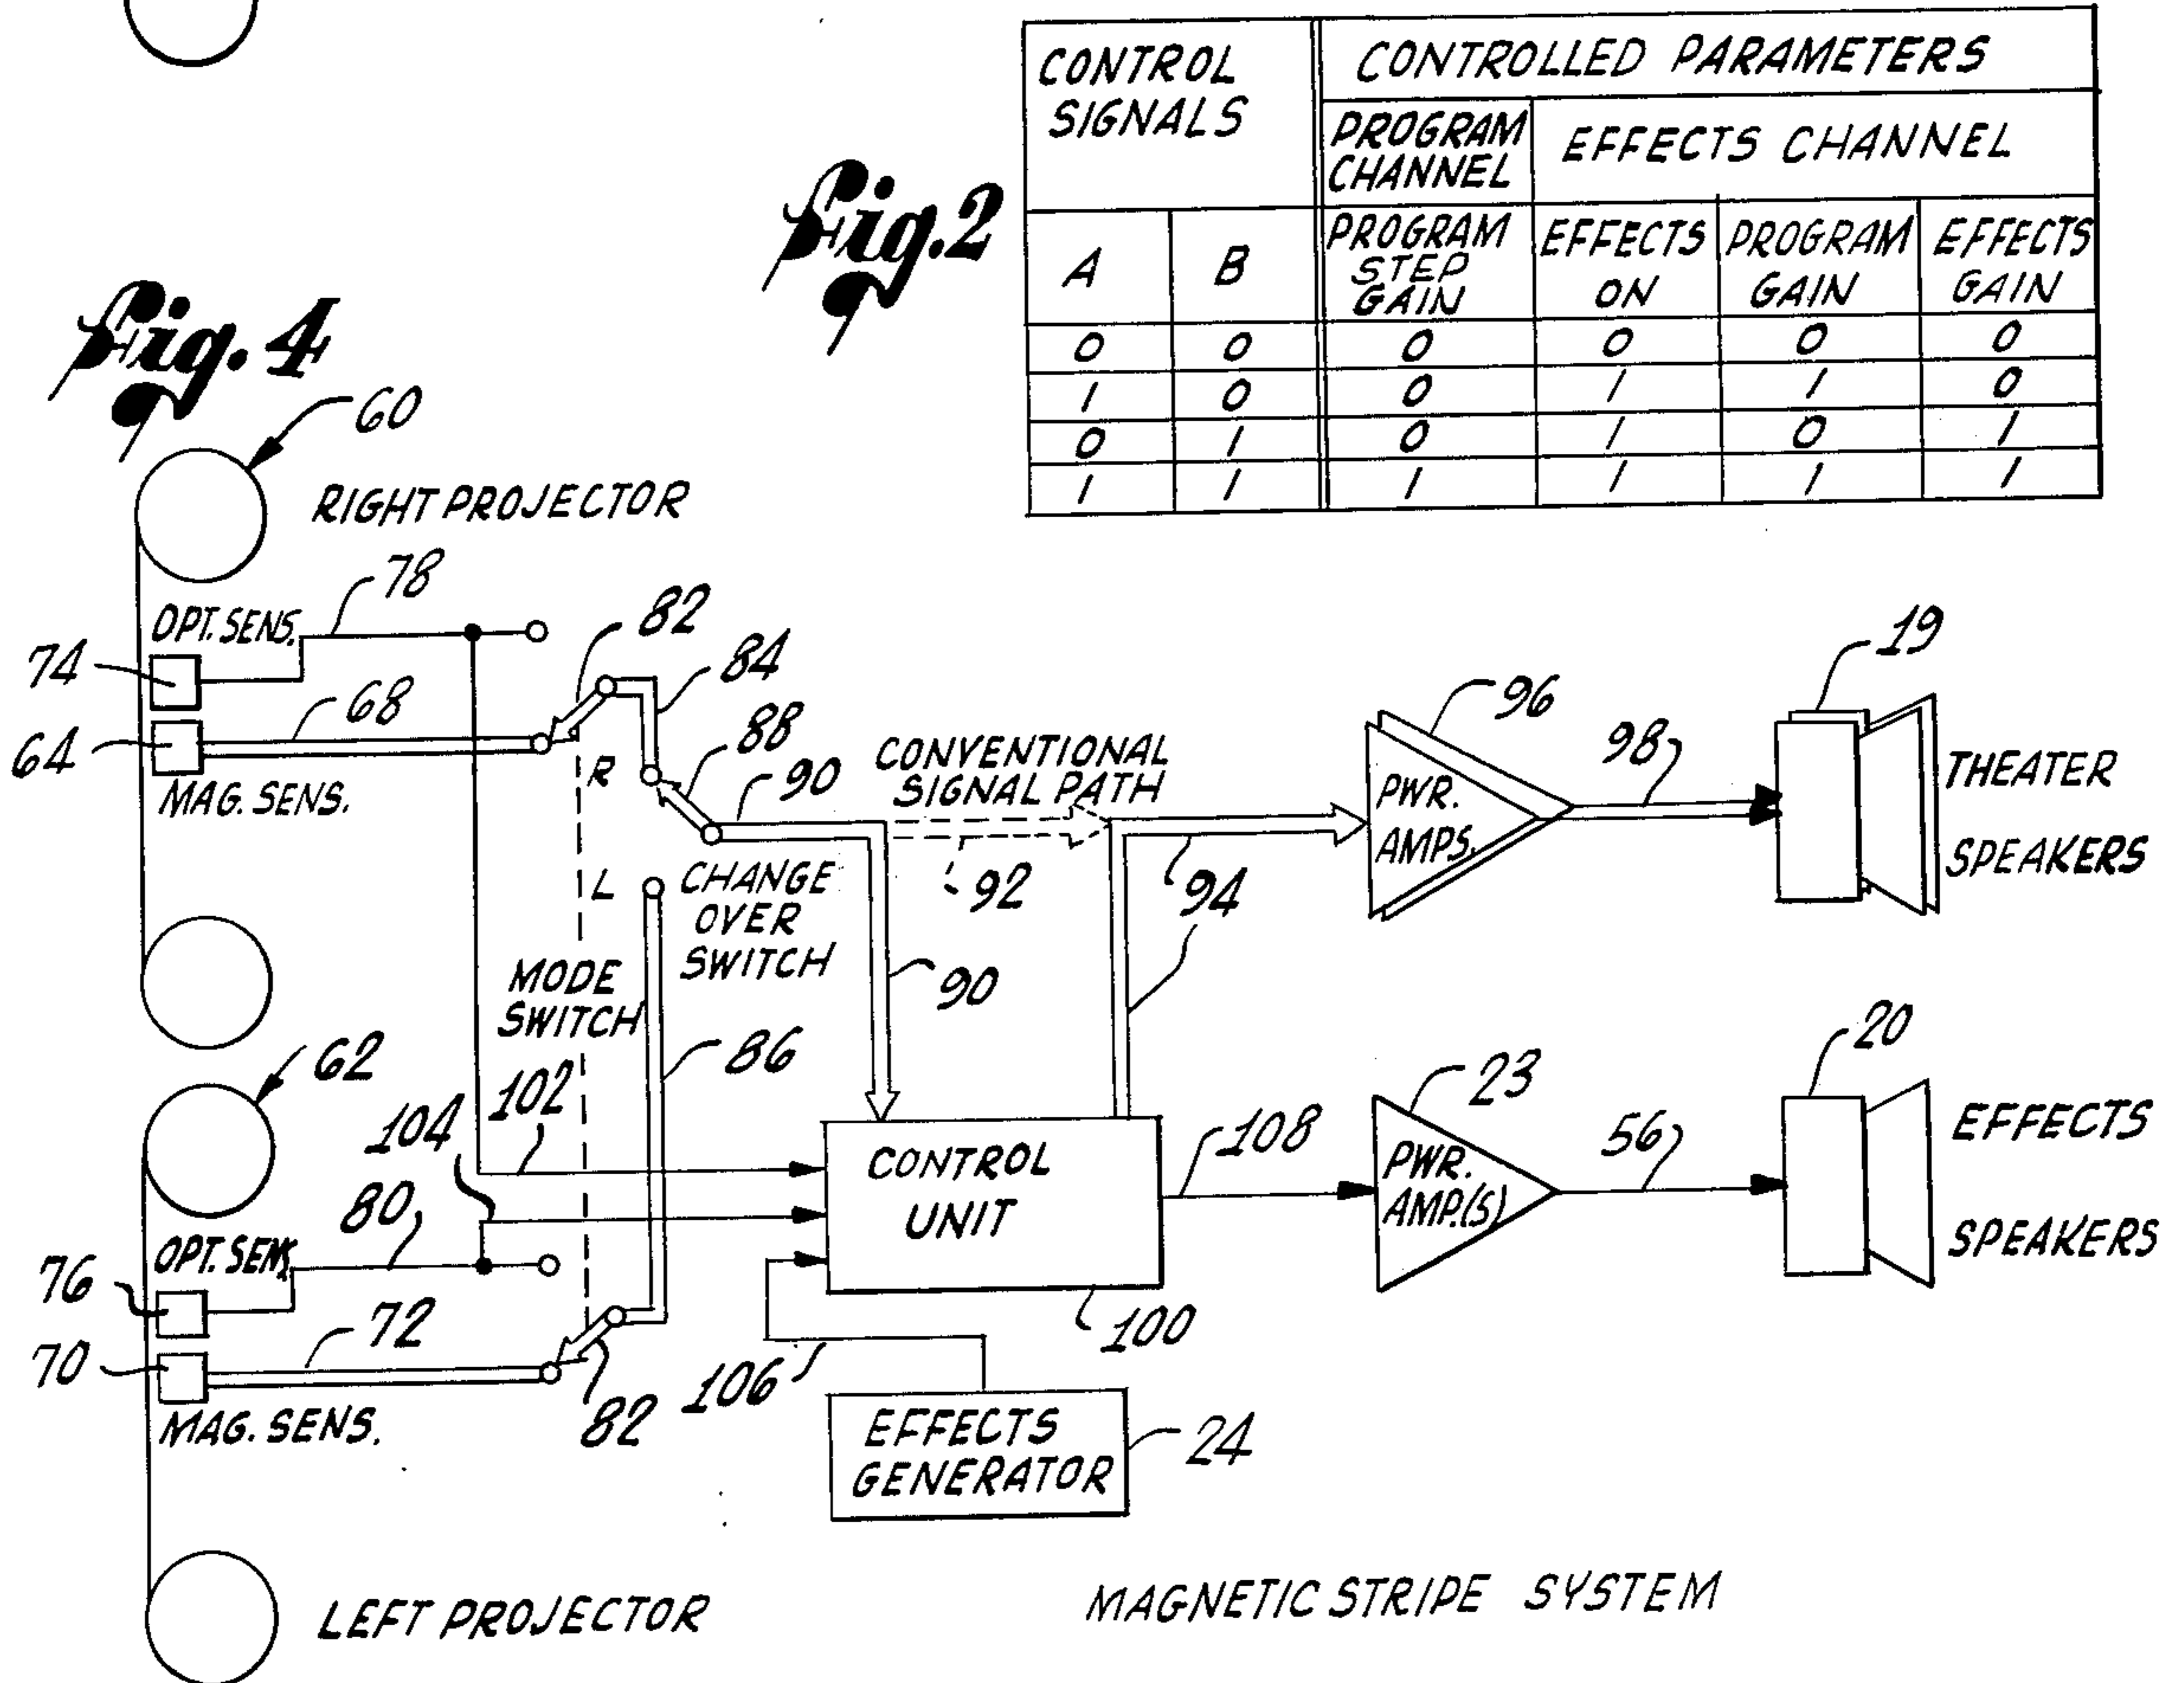 CONTROL SIGNALS
CONTROLLED PARAMETERS
PROGRAM CHANNEL
EFFECTS CHANNEL
A
B
PROGRAM STEP GAIN
EFFECTS ON
PROGRAM GAIN
EFFECTS GAIN
0 0 0 0 0 0
1 0 0 1 1 0
0 1 0 1 0 1
1 1 1 1 1 1
Fig. 2
Fig. 4
60
RIGHT PROJECTOR
78
OPT. SENS.
74
68
64
MAG. SENS.
82
84
R
88
90
CONVENTIONAL
SIGNAL PATH
92
94
96
PWR.
AMPS.
98
19
THEATER
SPEAKERS
L
CHANGE
OVER
SWITCH
MODE
SWITCH
90
86
62
102
104
80
OPT. SENS.
76
72
70
MAG. SENS.
82
CONTROL
UNIT
100
108
23
PWR.
AMP.(S)
56
20
EFFECTS
SPEAKERS
106
EFFECTS
GENERATOR
24
LEFT PROJECTOR
MAGNETIC STRIPE SYSTEM